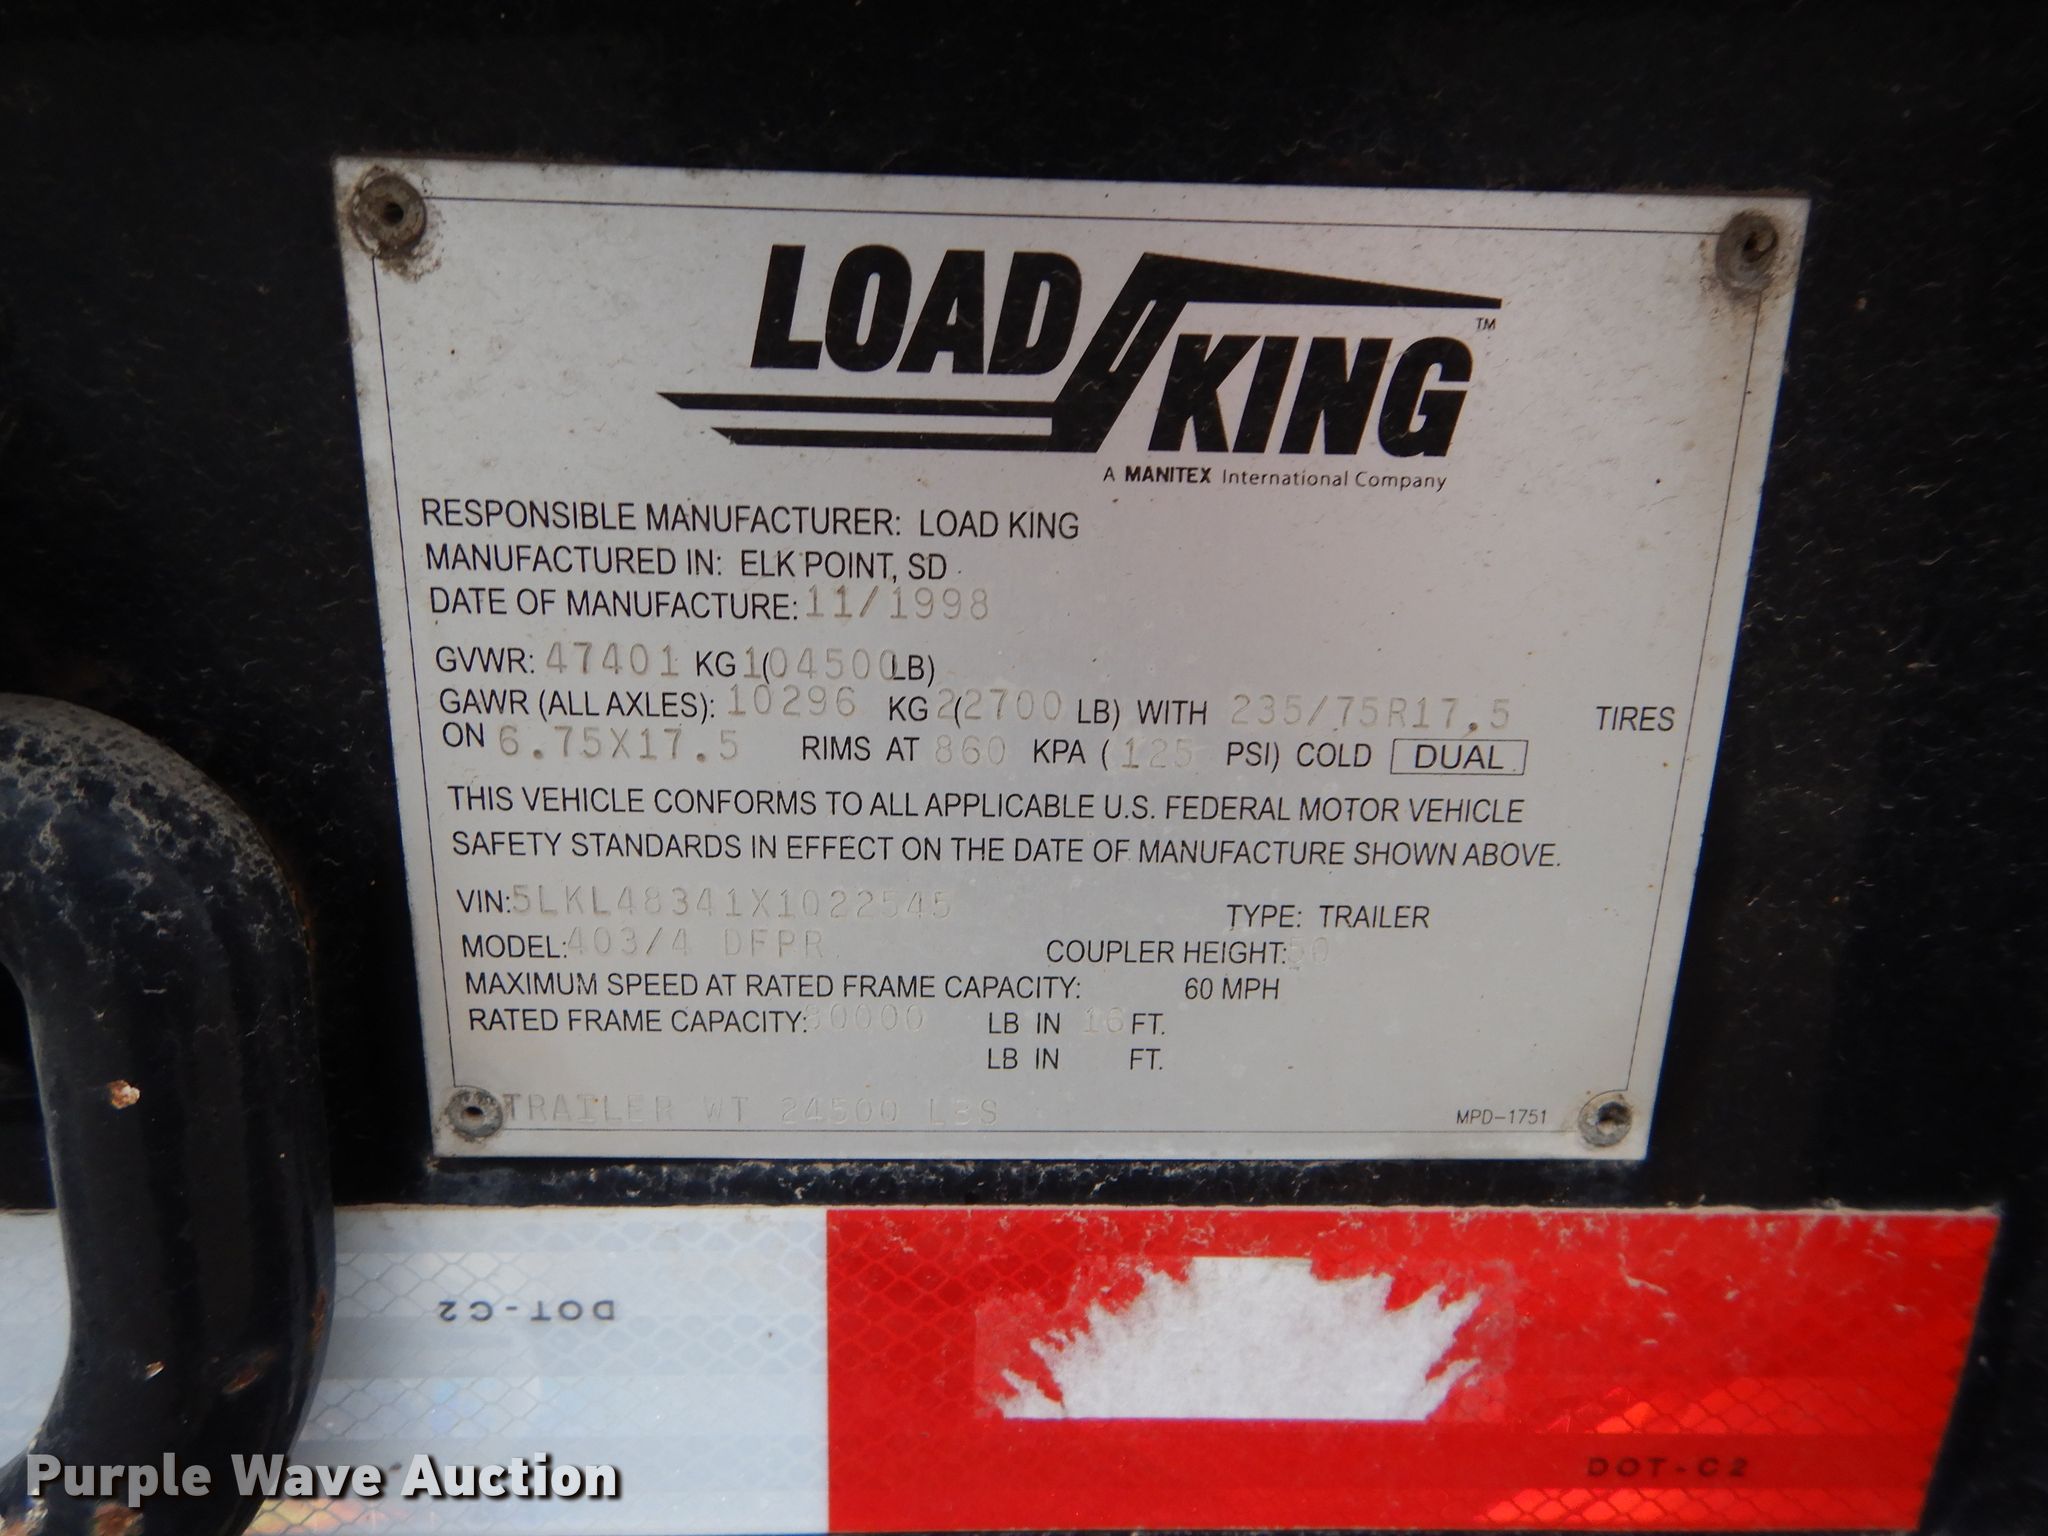 LOAD KING™
A MANITEX International Company
RESPONSIBLE MANUFACTURER: LOAD KING
MANUFACTURED IN: ELK POINT, SD
DATE OF MANUFACTURE: 11/1998
GVWR: 47401 KG (104500 LB)
GAWR (ALL AXLES): 10296 KG (22700 LB) WITH 235/75R17.5 TIRES
ON 6.75X17.5 RIMS AT 860 KPA (125 PSI) COLD DUAL
THIS VEHICLE CONFORMS TO ALL APPLICABLE U.S. FEDERAL MOTOR VEHICLE
SAFETY STANDARDS IN EFFECT ON THE DATE OF MANUFACTURE SHOWN ABOVE.
VIN: 5LKL48341X1022545 TYPE: TRAILER
MODEL: 403/4 DFPR COUPLER HEIGHT: 50
MAXIMUM SPEED AT RATED FRAME CAPACITY: 60 MPH
RATED FRAME CAPACITY: 80000 LB IN 16 FT.
LB IN FT.
TRAILER WT 24500 LBS MPD-1751
DOT-C2
DOT-C2
Purple Wave Auction